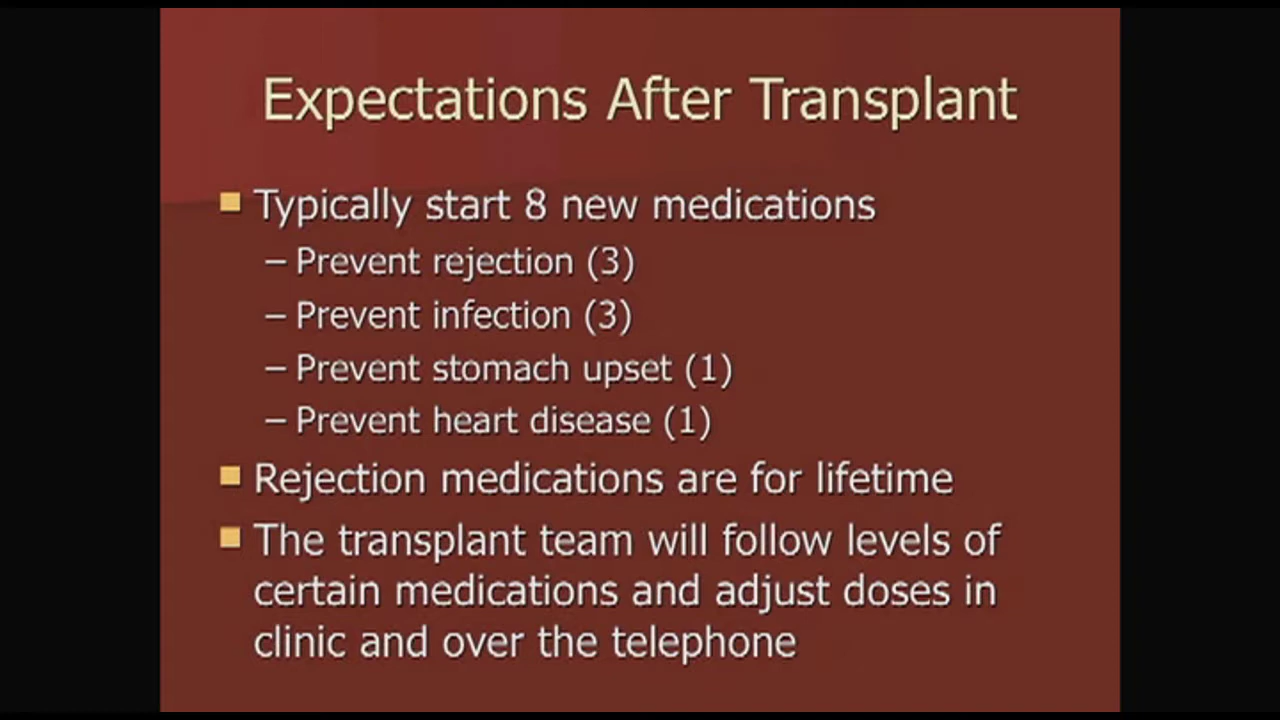 Expectations After Transplant
Typically start 8 new medications
– Prevent rejection (3)
– Prevent infection (3)
– Prevent stomach upset (1)
– Prevent heart disease (1)
Rejection medications are for lifetime
The transplant team will follow levels of
certain medications and adjust doses in
clinic and over the telephone